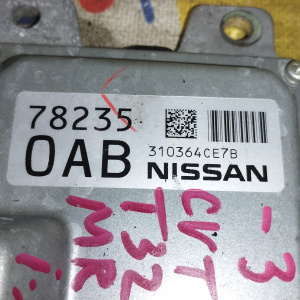 78235
0AB
310364CE7B
NISSAN
-3
CVT
T32
MR